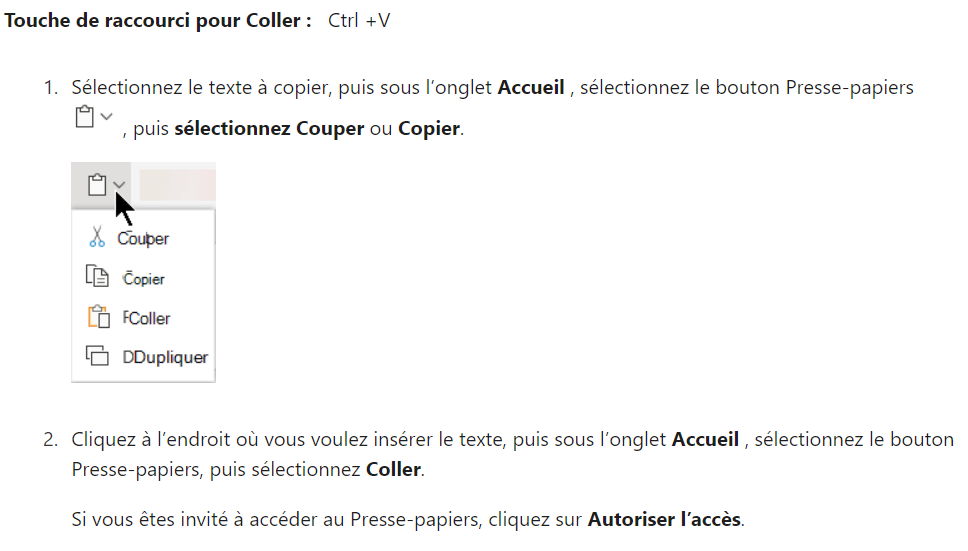 Touche de raccourci pour Coller : Ctrl +V
1. Sélectionnez le texte à copier, puis sous l’onglet Accueil , sélectionnez le bouton Presse-papiers
, puis sélectionnez Couper ou Copier.
Couper
Copier
Coller
Dupliquer
2. Cliquez à l’endroit où vous voulez insérer le texte, puis sous l’onglet Accueil , sélectionnez le bouton
Presse-papiers, puis sélectionnez Coller.
Si vous êtes invité à accéder au Presse-papiers, cliquez sur Autoriser l’accès.